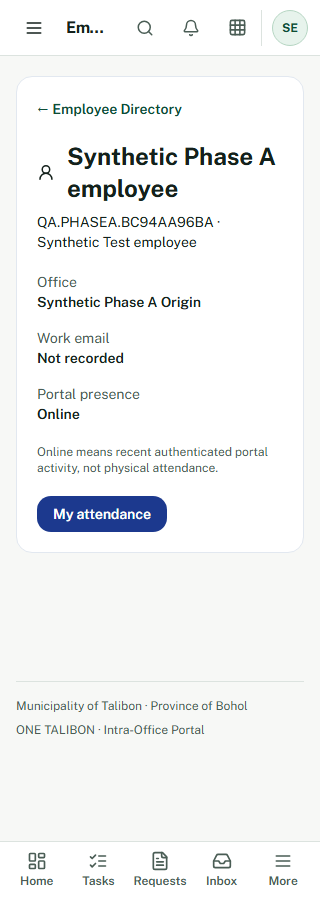 Em...
SE
← Employee Directory
Synthetic Phase A
employee
QA.PHASEA.BC94AA96BA ·
Synthetic Test employee
Office
Synthetic Phase A Origin
Work email
Not recorded
Portal presence
Online
Online means recent authenticated portal
activity, not physical attendance.
My attendance
Municipality of Talibon · Province of Bohol
ONE TALIBON · Intra-Office Portal
Home
Tasks
Requests
Inbox
More